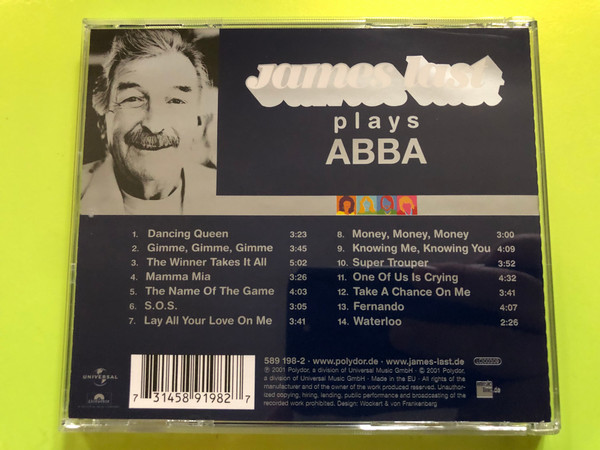 james last
plays
ABBA
1. Dancing Queen 3:23
2. Gimme, Gimme, Gimme 3:45
3. The Winner Takes It All 5:02
4. Mamma Mia 3:26
5. The Name Of The Game 4:03
6. S.O.S. 3:05
7. Lay All Your Love On Me 3:41
8. Money, Money, Money 3:00
9. Knowing Me, Knowing You 4:09
10. Super Trouper 3:52
11. One Of Us Is Crying 4:32
12. Take A Chance On Me 3:41
13. Fernando 4:07
14. Waterloo 2:26
UNIVERSAL
7 31458 91982 7
589 198-2 · www.polydor.de · www.james-last.de
℗ 2001 Polydor, a division of Universal Music GmbH · © 2001 Polydor,
a division of Universal Music GmbH · Made in the EU · All rights of the
manufacturer and of the owner of the work produced reserved. Unauthor-
ized copying, hiring, lending, public performance and broadcasting of the
recorded work prohibited. Design: Wockert & von Frankenberg